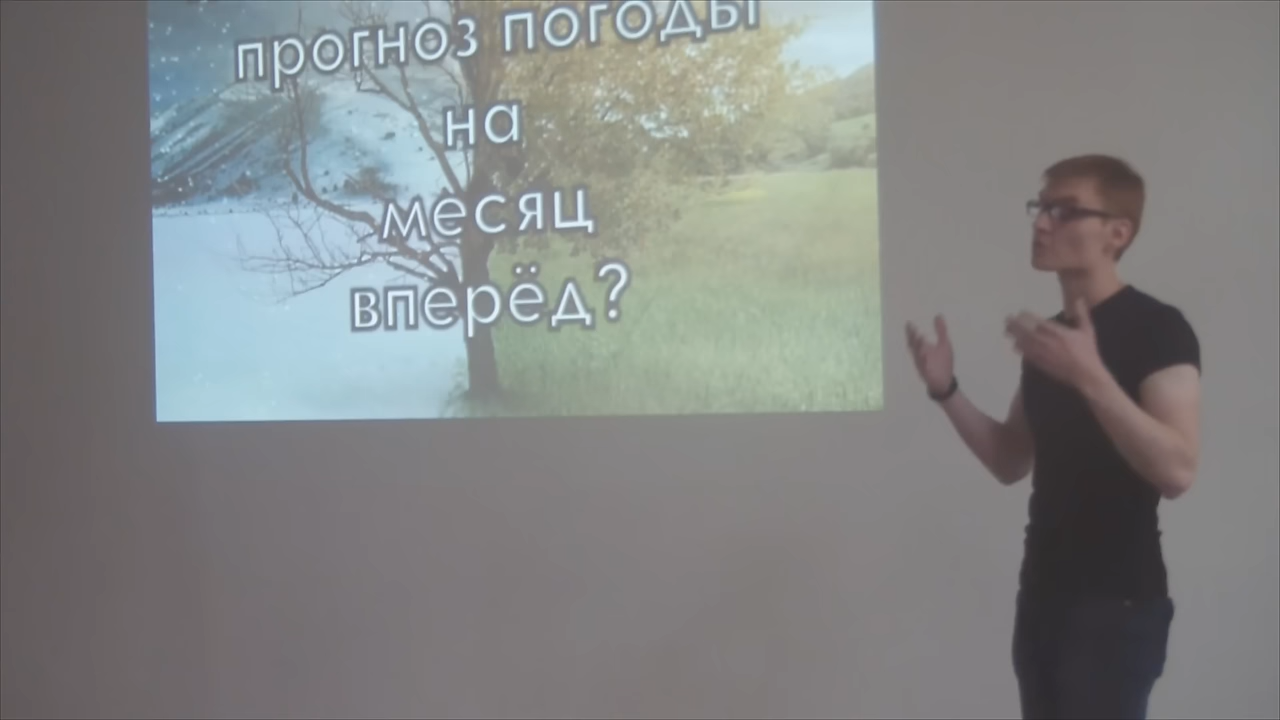 прогноз погоды
на
месяц
вперёд?